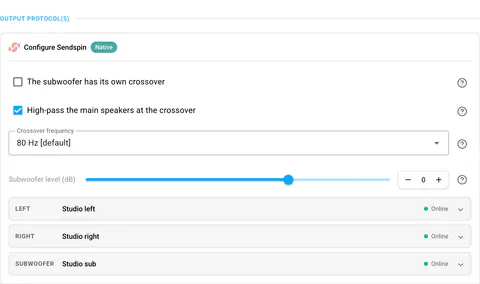 OUTPUT PROTOCOL(S)
Configure Sendspin Native
The subwoofer has its own crossover
High-pass the main speakers at the crossover
Crossover frequency
80 Hz [default]
Subwoofer level (dB) − 0 +
LEFT Studio left Online
RIGHT Studio right Online
SUBWOOFER Studio sub Online